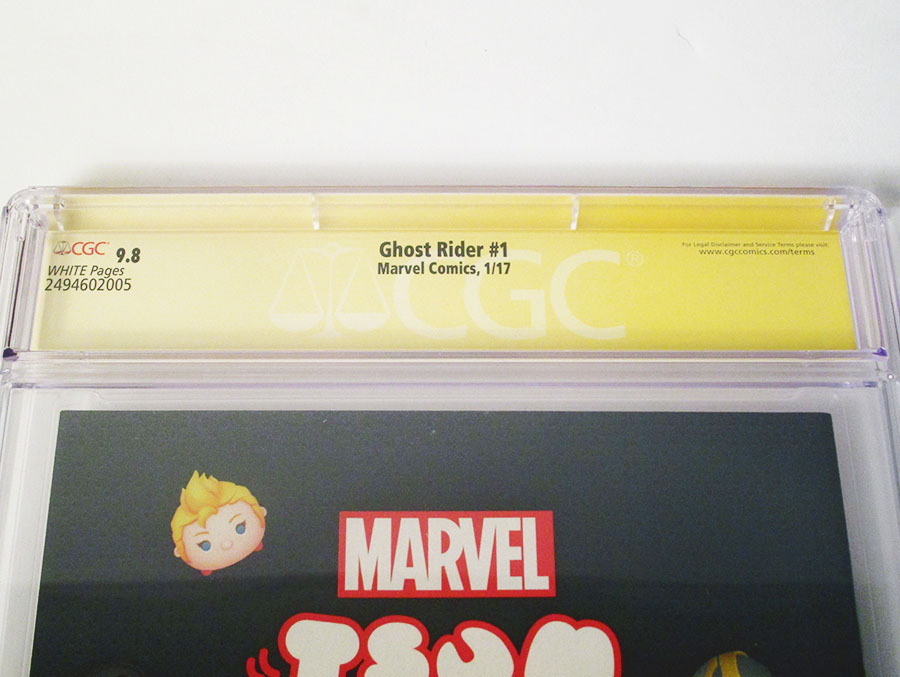 CGC 9.8
WHITE Pages
2494602005
Ghost Rider #1
Marvel Comics, 1/17
For Legal Disclaimer and Service Terms please visit:
www.cgccomics.com/terms
CGC®
MARVEL